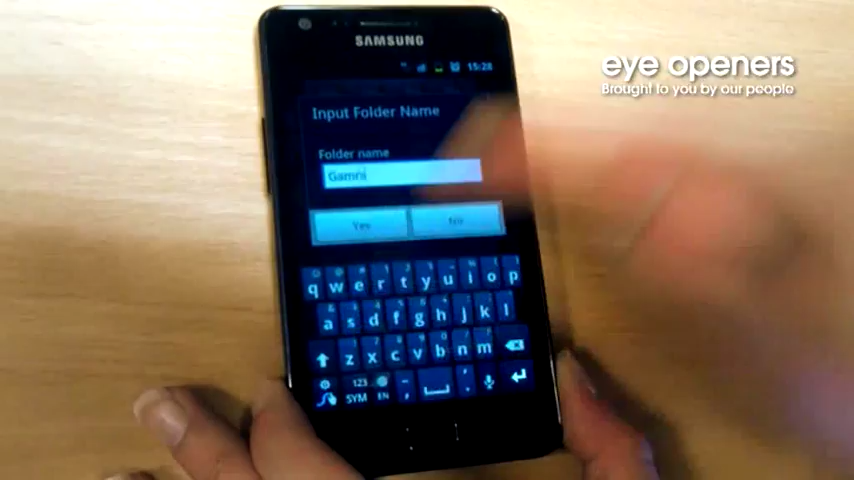 SAMSUNG
15:28
eye openers
Brought to you by our people
Input Folder Name
Folder name
Gamni
Yes
No
q w e r t y u i o p
a s d f g h j k l
z x c v b n m
123
SYM EN